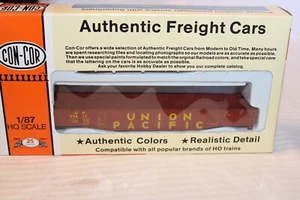 CON-COR
CON-COR
1/87
HO SCALE
Authentic Freight Cars
Con-Cor offers a wide selection of Authentic Freight Cars from Modern to Old Time. Many hours
are spent researching files and locating photographs so our models are as accurate as possible.
Then we use special paints formulated to match the orginal Railroad colors, and take special care
that the lettering on the cars is as accurate as possible.
Ask your favorite Hobby Dealer to show you our complete catalog.
UNION
PACIFIC
★Authentic Colors ★Realistic Detail
Compatible with all popular brands of HO trains